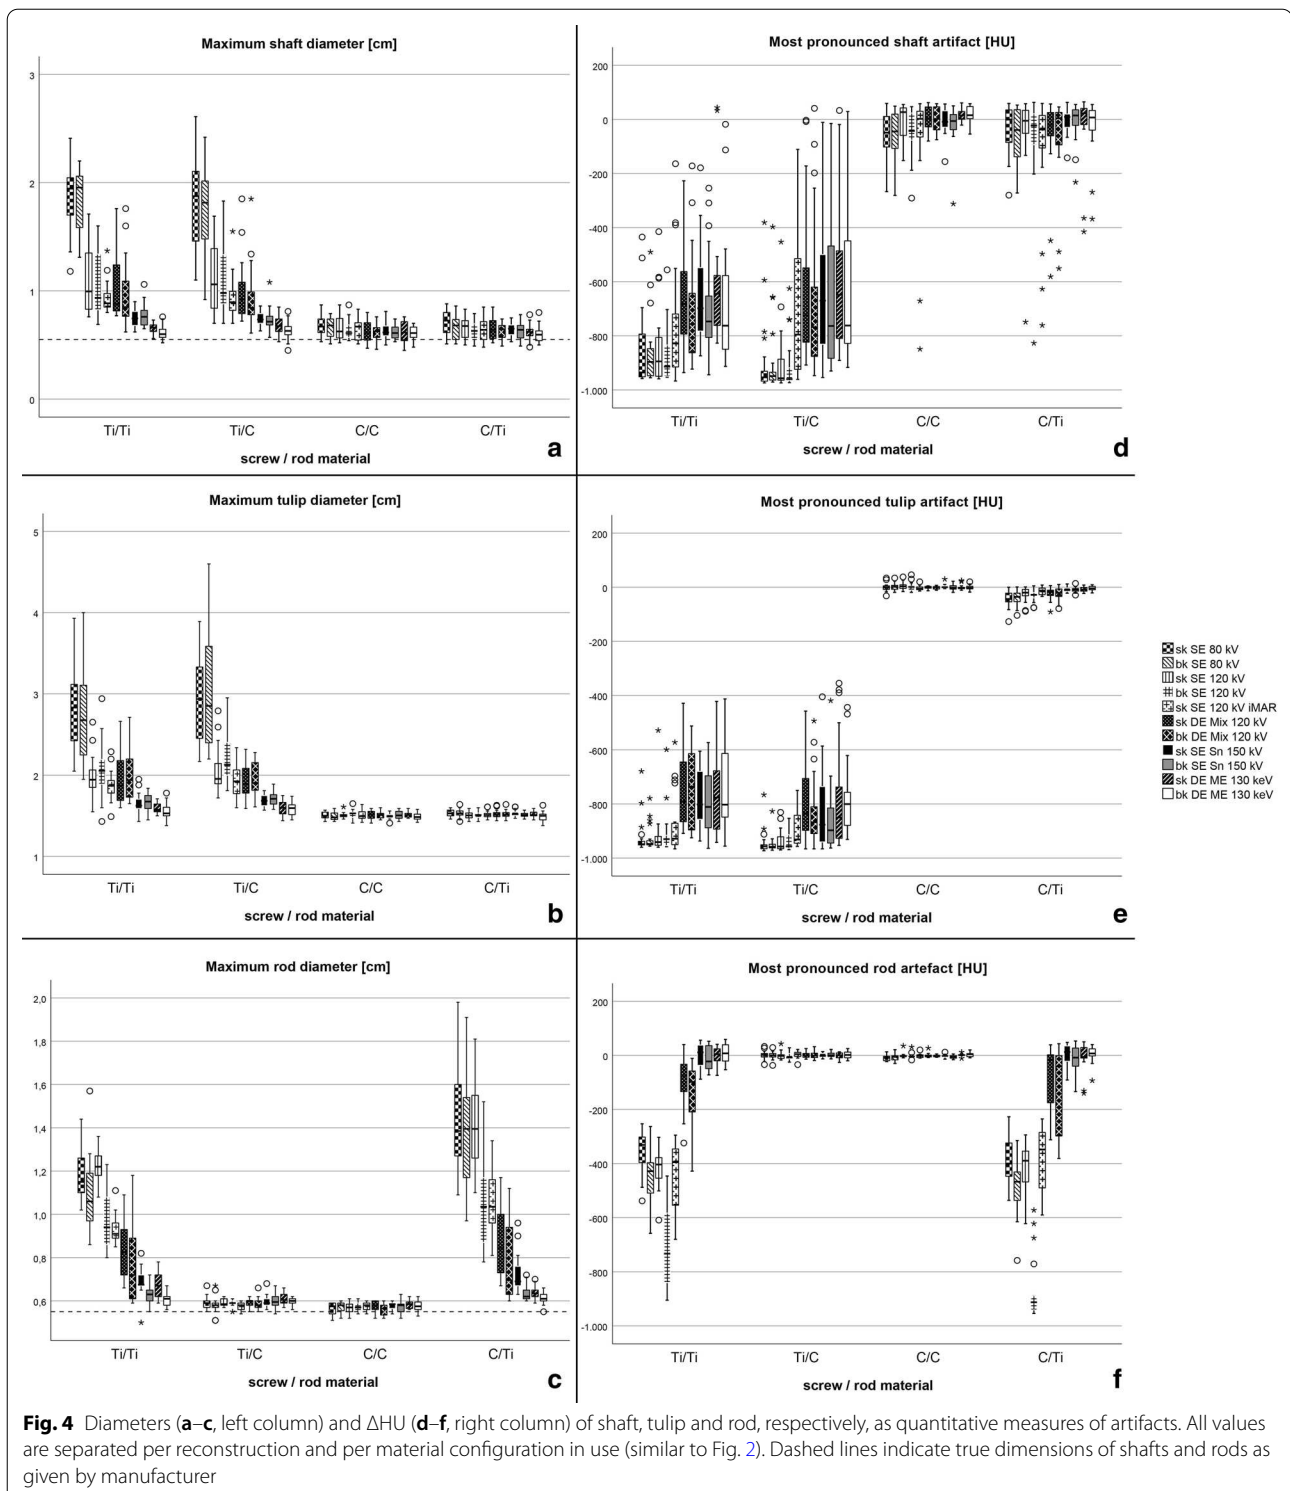 Maximum shaft diameter [cm]
3
2
1
0
Ti/Ti Ti/C C/C C/Ti
screw / rod material
a
Most pronounced shaft artifact [HU]
200
0
-200
-400
-600
-800
-1.000
Ti/Ti Ti/C C/C C/Ti
screw / rod material
d
Maximum tulip diameter [cm]
5
4
3
2
1
Ti/Ti Ti/C C/C C/Ti
screw / rod material
b
Most pronounced tulip artifact [HU]
200
0
-200
-400
-600
-800
-1.000
Ti/Ti Ti/C C/C C/Ti
screw / rod material
e
Maximum rod diameter [cm]
2,0
1,8
1,6
1,4
1,2
1,0
0,8
0,6
Ti/Ti Ti/C C/C C/Ti
screw / rod material
c
Most pronounced rod artefact [HU]
200
0
-200
-400
-600
-800
-1.000
Ti/Ti Ti/C C/C C/Ti
screw / rod material
f
sk SE 80 kV
bk SE 80 kV
sk SE 120 kV
bk SE 120 kV
sk SE 120 kV iMAR
sk DE Mix 120 kV
bk DE Mix 120 kV
sk SE Sn 150 kV
bk SE Sn 150 kV
sk DE ME 130 keV
bk DE ME 130 keV
Fig. 4 Diameters (a–c, left column) and ΔHU (d–f, right column) of shaft, tulip and rod, respectively, as quantitative measures of artifacts. All values
are separated per reconstruction and per material configuration in use (similar to Fig. 2). Dashed lines indicate true dimensions of shafts and rods as
given by manufacturer